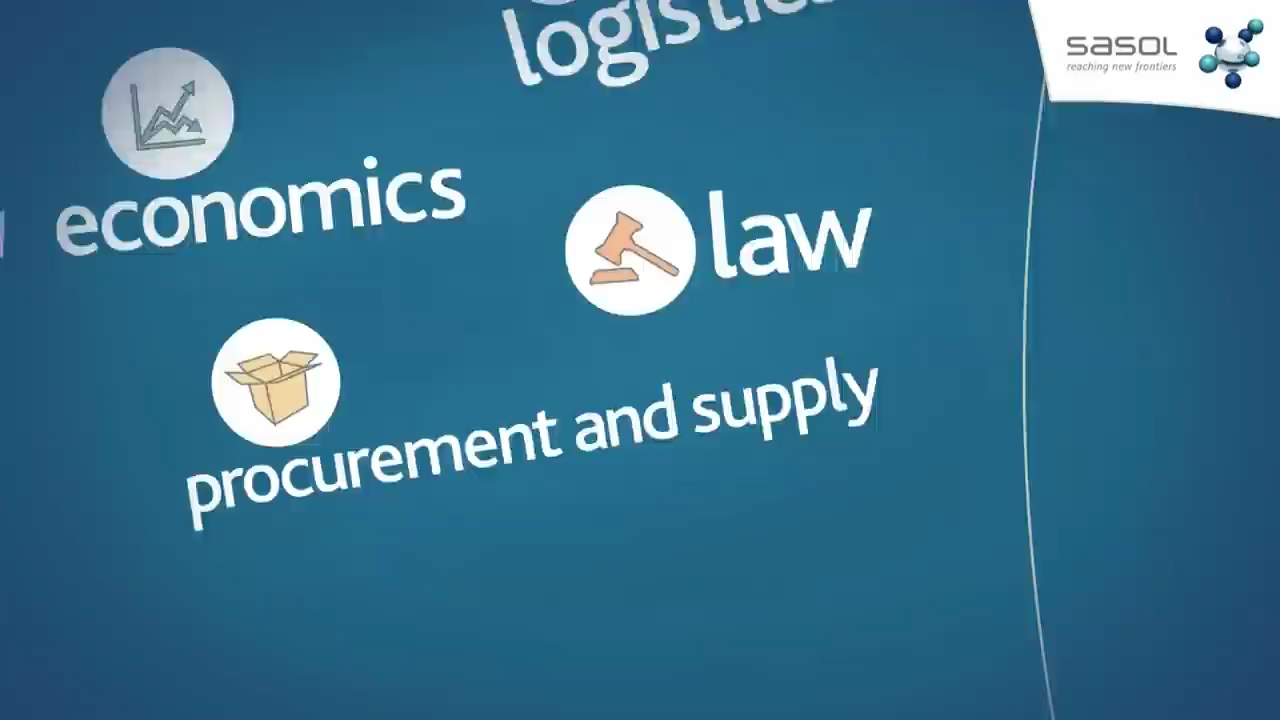 logistics
sasol
reaching new frontiers
economics
law
procurement and supply